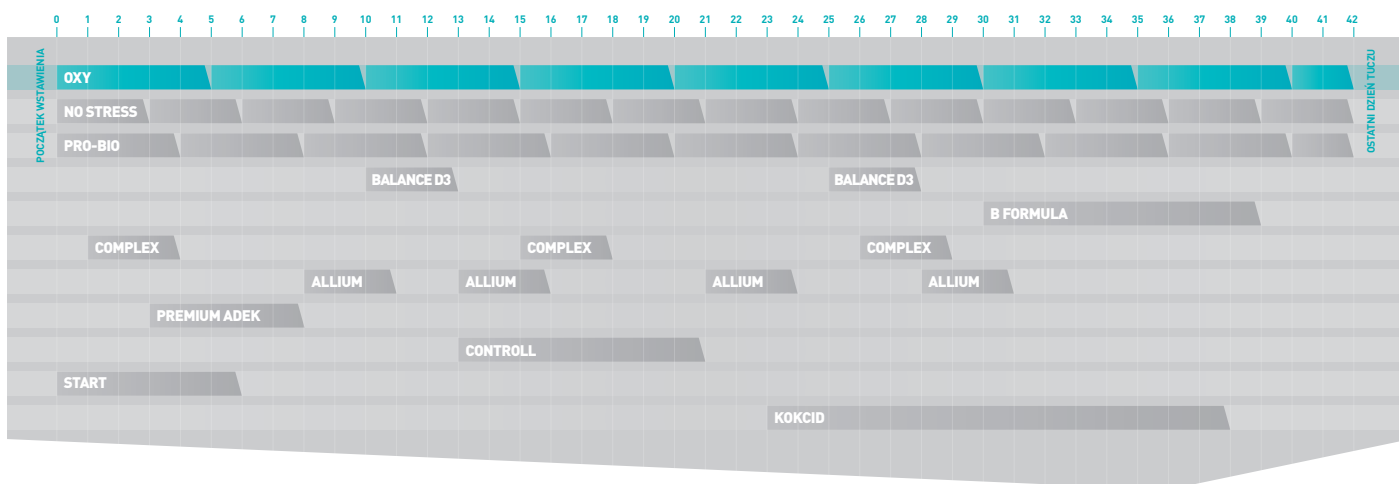 0 1 2 3 4 5 6 7 8 9 10 11 12 13 14 15 16 17 18 19 20 21 22 23 24 25 26 27 28 29 30 31 32 33 34 35 36 37 38 39 40 41 42
POCZĄTEK WSTAWIENIA
OSTATNI DZIEŃ TUCZU
OXY
NO STRESS
PRO-BIO
BALANCE D3 BALANCE D3
B FORMULA
COMPLEX COMPLEX COMPLEX
ALLIUM ALLIUM ALLIUM ALLIUM
PREMIUM ADEK
CONTROLL
START
KOKCID